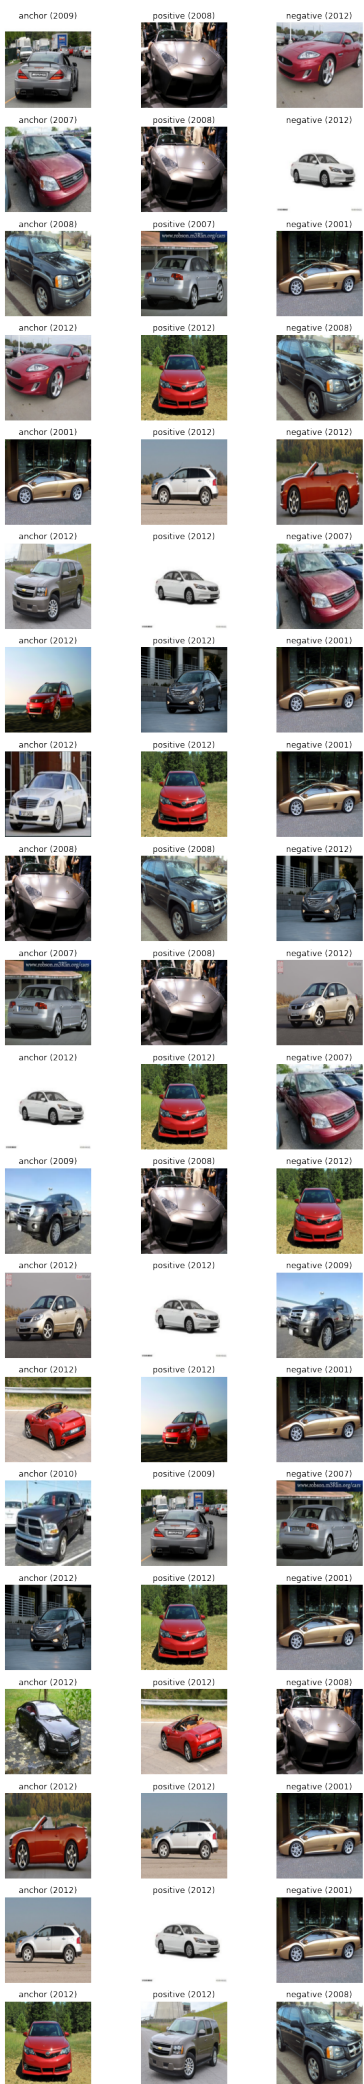 anchor (2009) positive (2008) negative (2012)
anchor (2007) positive (2008) negative (2012)
anchor (2008) positive (2007) negative (2001)
anchor (2012) positive (2012) negative (2008)
anchor (2001) positive (2012) negative (2012)
anchor (2012) positive (2012) negative (2007)
anchor (2012) positive (2012) negative (2001)
anchor (2012) positive (2012) negative (2001)
anchor (2008) positive (2008) negative (2012)
anchor (2007) positive (2008) negative (2012)
anchor (2012) positive (2012) negative (2007)
anchor (2009) positive (2008) negative (2012)
anchor (2012) positive (2012) negative (2009)
anchor (2012) positive (2012) negative (2001)
anchor (2010) positive (2009) negative (2007)
anchor (2012) positive (2012) negative (2001)
anchor (2012) positive (2012) negative (2008)
anchor (2012) positive (2012) negative (2001)
anchor (2012) positive (2012) negative (2001)
anchor (2012) positive (2012) negative (2008)